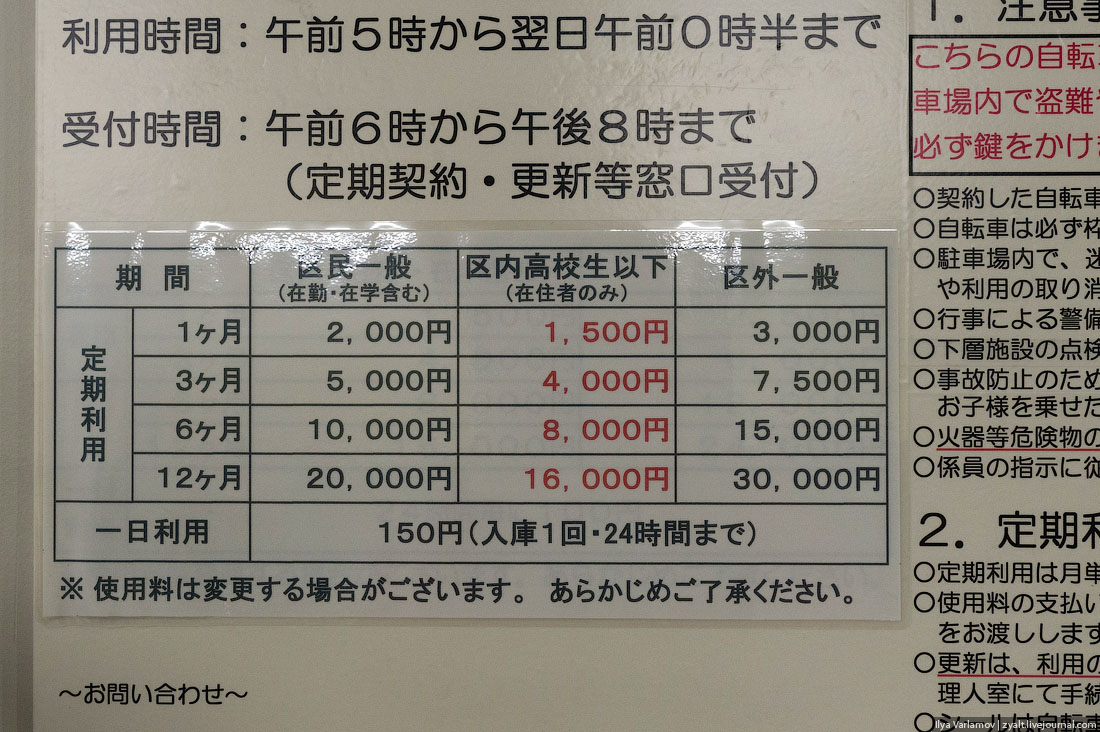 利用時間：午前５時から翌日午前０時半まで
受付時間：午前６時から午後８時まで
（定期契約・更新等窓口受付）
期 間 区民一般 区内高校生以下 区外一般
（在勤・在学含む） （在住者のみ）
定期利用
1ヶ月 2,000円 1,500円 3,000円
3ヶ月 5,000円 4,000円 7,500円
6ヶ月 10,000円 8,000円 15,000円
12ヶ月 20,000円 16,000円 30,000円
一日利用 150円（入庫1回・24時間まで）
※ 使用料は変更する場合がございます。 あらかじめご了承ください。
～お問い合わせ～
１．注意事
こちらの自転
車場内で盗難
必ず鍵をかけ
○契約した自転車
○自転車は必ず枠
○駐車場内で、迷
や利用の取り消
○行事による警備
○下層施設の点検
○事故防止のため
お子様を乗せた
○火器等危険物の
○係員の指示に従
２．定期利
○定期利用は月単
○使用料の支払い
をお渡しします
○更新は、利用の
理人室にて手続
○シールは自転車
Ilya Varlamov | zyalt.livejournal.com